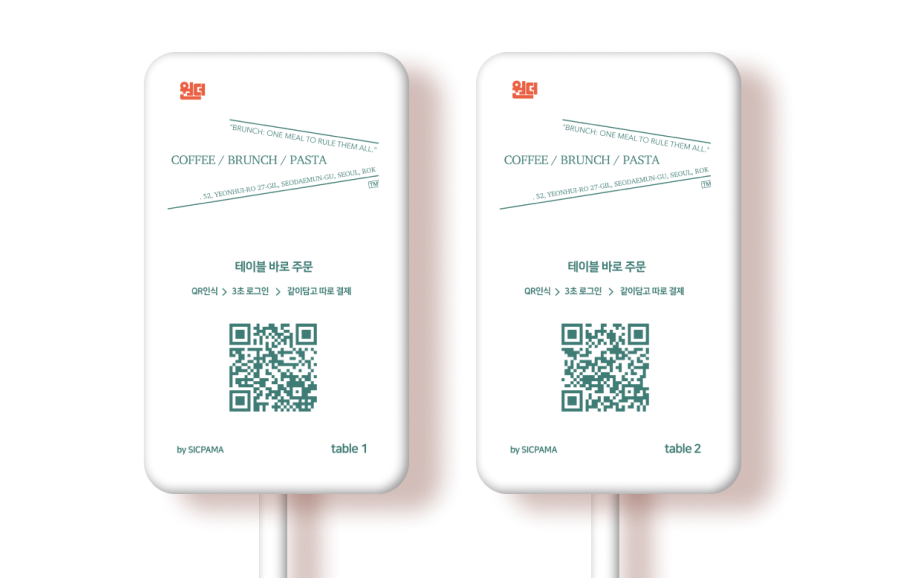 원더
"BRUNCH: ONE MEAL TO RULE THEM ALL."
COFFEE / BRUNCH / PASTA
. 52, YEONHUI-RO 27-GIL, SEODAEMUN-GU, SEOUL, ROK
TM
테이블 바로 주문
QR인식 > 3초 로그인 > 같이담고 따로 결제
by SICPAMA
table 1
원더
"BRUNCH: ONE MEAL TO RULE THEM ALL."
COFFEE / BRUNCH / PASTA
. 52, YEONHUI-RO 27-GIL, SEODAEMUN-GU, SEOUL, ROK
TM
테이블 바로 주문
QR인식 > 3초 로그인 > 같이담고 따로 결제
by SICPAMA
table 2